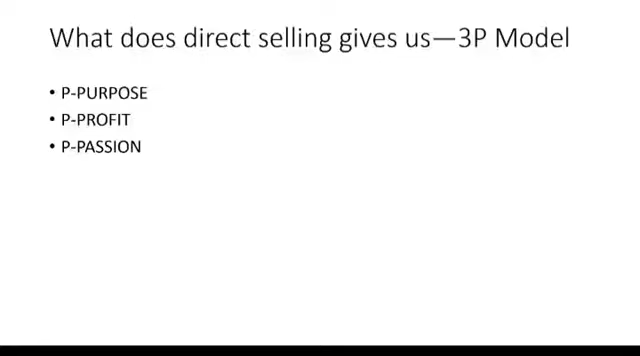 What does direct selling gives us—3P Model
• P-PURPOSE
• P-PROFIT
• P-PASSION